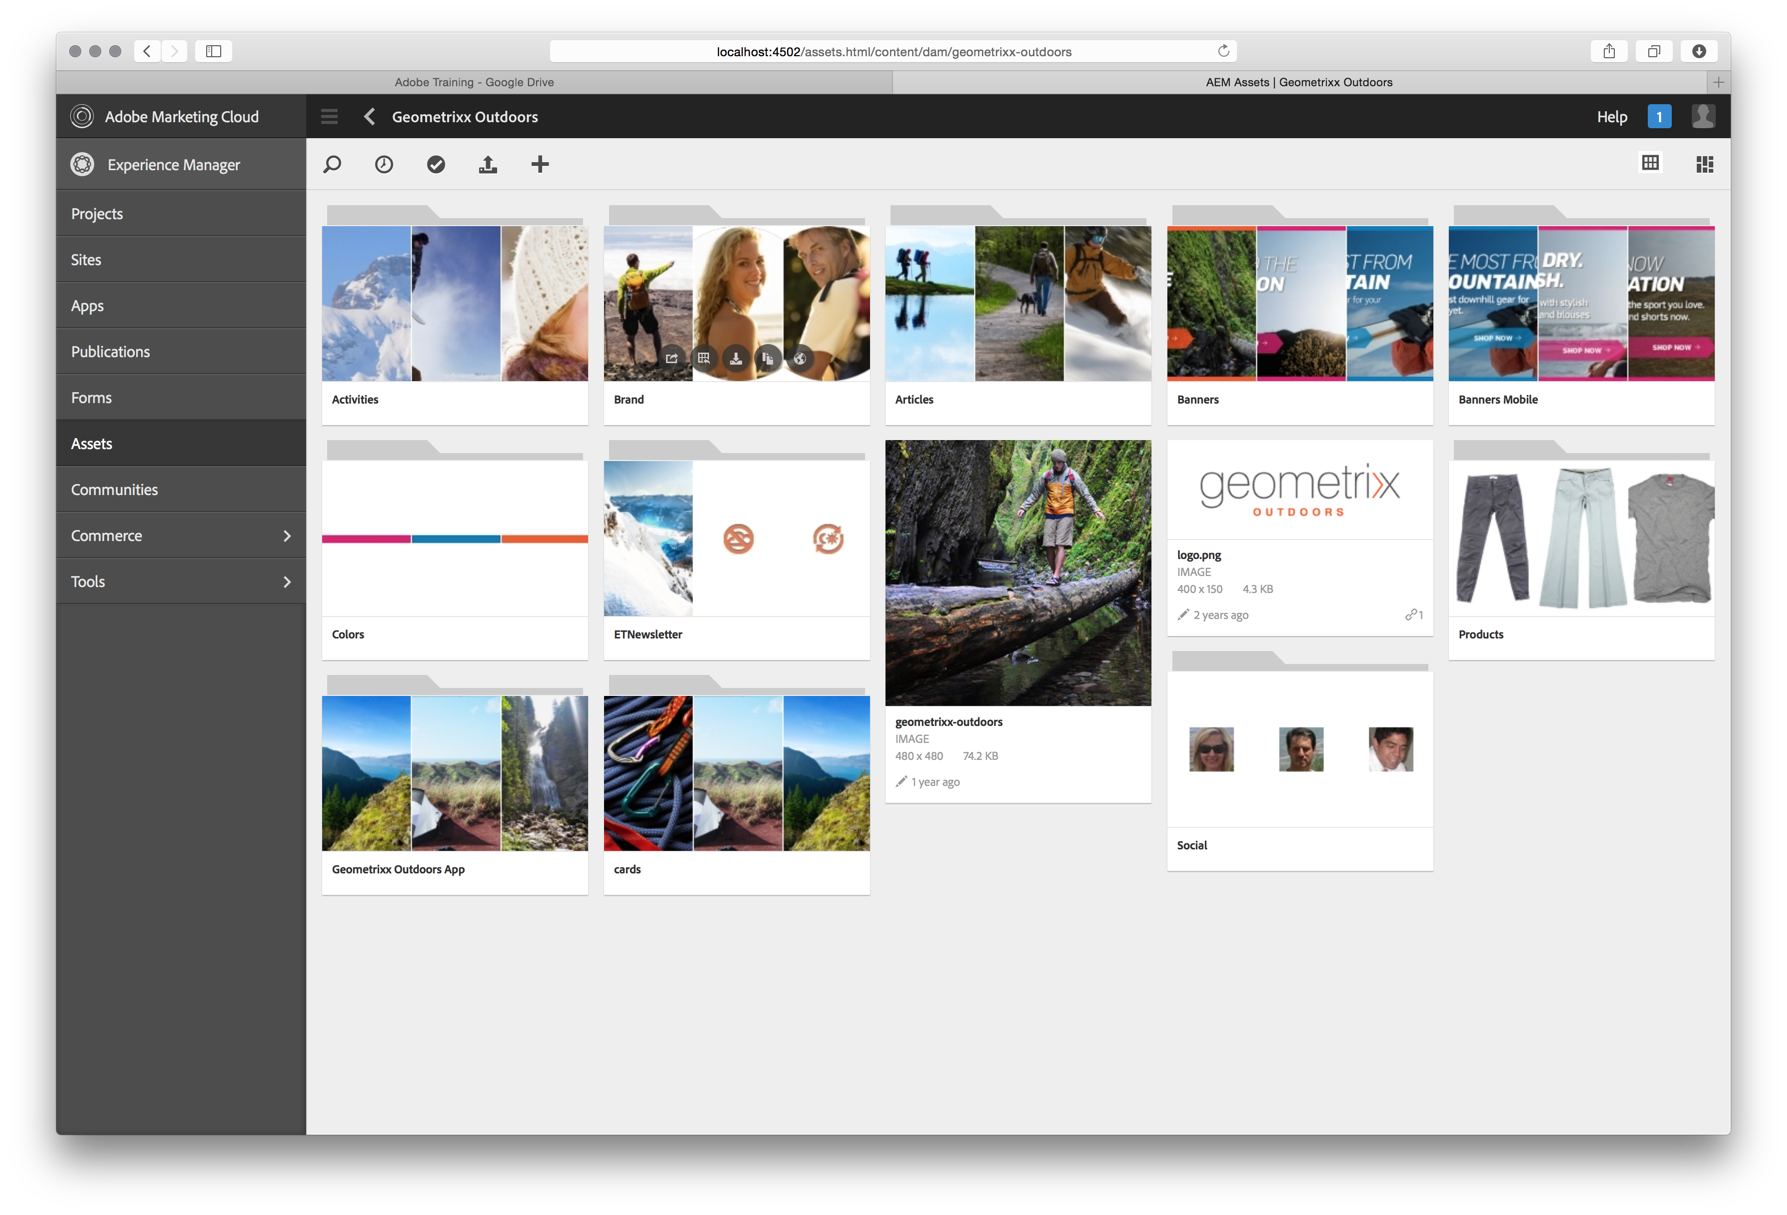 localhost:4502/assets.html/content/dam/geometrixx-outdoors
Adobe Training - Google Drive
AEM Assets | Geometrixx Outdoors
Adobe Marketing Cloud
Geometrixx Outdoors
Help
1
Experience Manager
Projects
Sites
Apps
Publications
Forms
Assets
Communities
Commerce
Tools
THE
ON
ST FROM
TAIN
r for your
SHOP NOW
E MOST FR
OUNTAIN
st downhill gear for
yet.
SHOP NOW
DRY.
SH.
with stylish
and blouses
SHOP NOW
NOW
ATION
the sport you love.
nd shorts now.
SHOP NOW
Activities
Brand
Articles
Banners
Banners Mobile
geometrixx
OUTDOORS
logo.png
IMAGE
400 x 150 4.3 KB
2 years ago
1
Colors
ETNewsletter
Products
geometrixx-outdoors
IMAGE
480 x 480 74.2 KB
1 year ago
Social
Geometrixx Outdoors App
cards